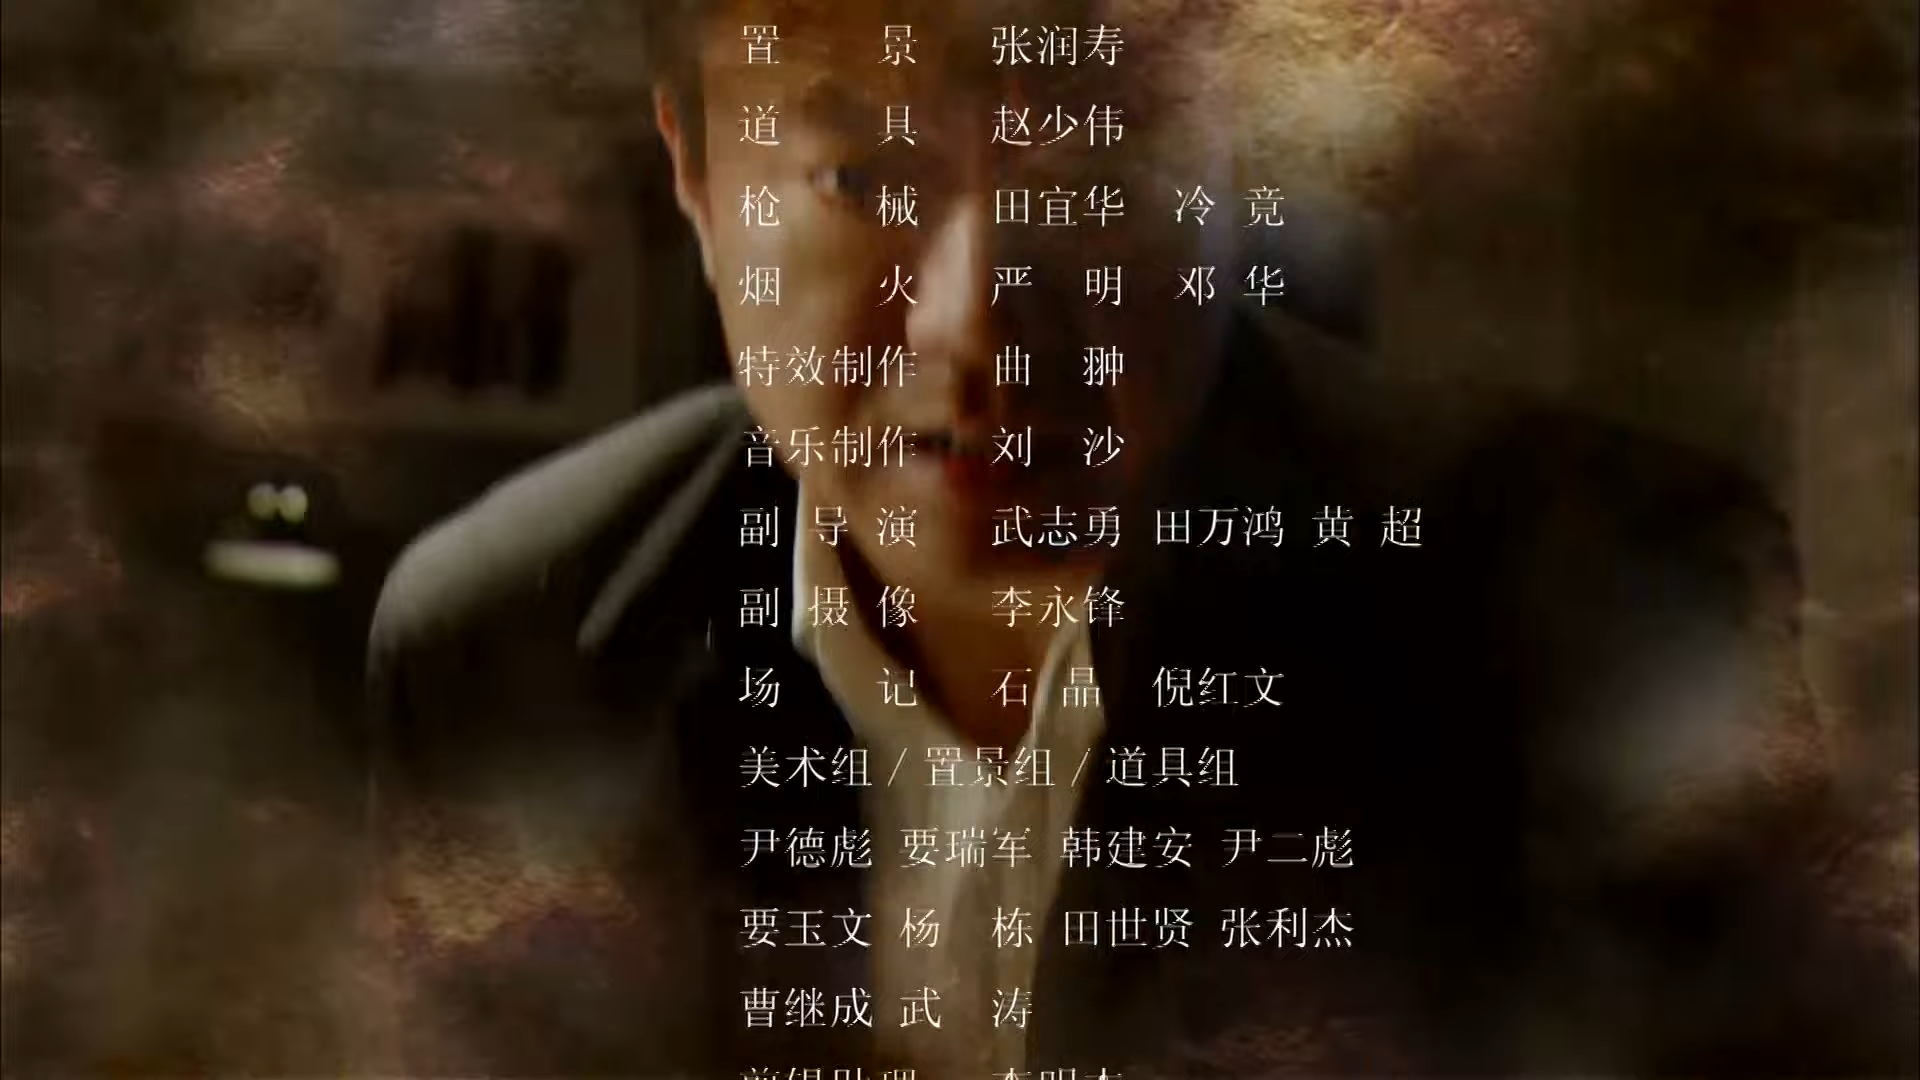 置景 张润寿
道具 赵少伟
枪械 田宜华 冷竟
烟火 严明 邓华
特效制作 曲翀
音乐制作 刘沙
副导演 武志勇 田万鸿 黄超
副摄像 李永锋
场记 石晶 倪红文
美术组/置景组/道具组
尹德彪 要瑞军 韩建安 尹二彪
要玉文 杨栋 田世贤 张利杰
曹继成 武涛